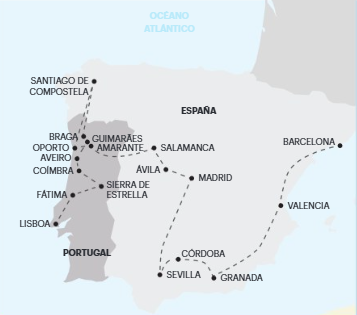 OCÉANO
ATLÁNTICO
SANTIAGO DE
COMPOSTELA
ESPAÑA
BRAGA
GUIMARÃES
BARCELONA
OPORTO
AMARANTE
SALAMANCA
AVEIRO
COÍMBRA
ÁVILA
MADRID
SIERRA DE
ESTRELLA
FÁTIMA
VALENCIA
LISBOA
PORTUGAL
CÓRDOBA
SEVILLA
GRANADA